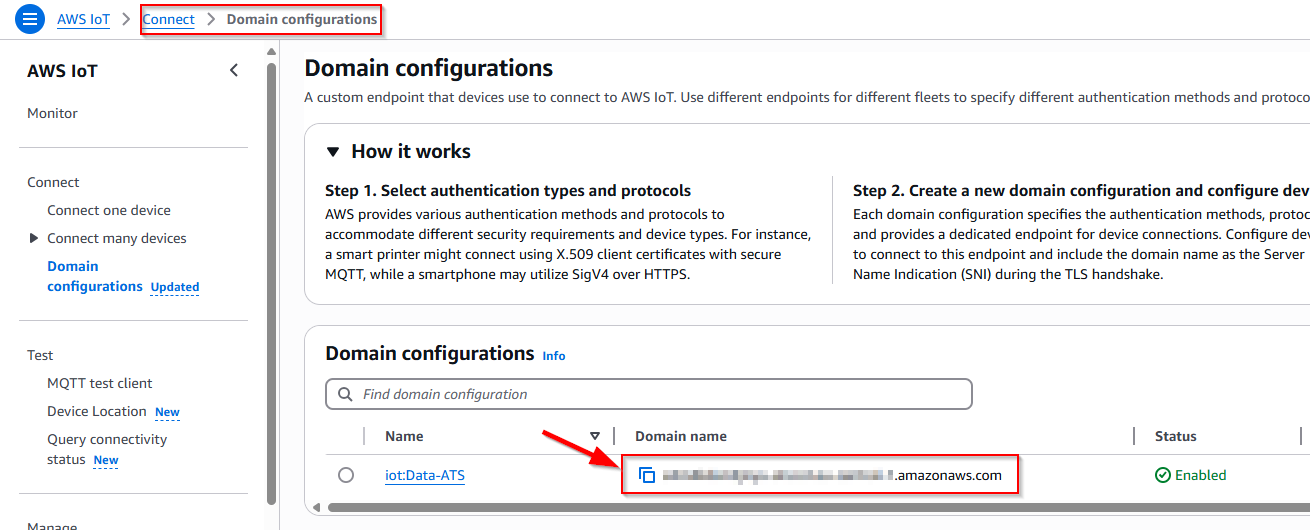 AWS IoT > Connect > Domain configurations
AWS IoT
Monitor
Connect
Connect one device
Connect many devices
Domain
configurations Updated
Test
MQTT test client
Device Location New
Query connectivity
status New
Manage
Domain configurations
A custom endpoint that devices use to connect to AWS IoT. Use different endpoints for different fleets to specify different authentication methods and protoco
How it works
Step 1. Select authentication types and protocols
AWS provides various authentication methods and protocols to
accommodate different security requirements and device types. For instance,
a smart printer might connect using X.509 client certificates with secure
MQTT, while a smartphone may utilize SigV4 over HTTPS.
Step 2. Create a new domain configuration and configure dev
Each domain configuration specifies the authentication methods, protoc
and provides a dedicated endpoint for device connections. Configure dev
to connect to this endpoint and include the domain name as the Server
Name Indication (SNI) during the TLS handshake.
Domain configurations Info
Find domain configuration
Name Domain name Status
iot:Data-ATS .amazonaws.com Enabled